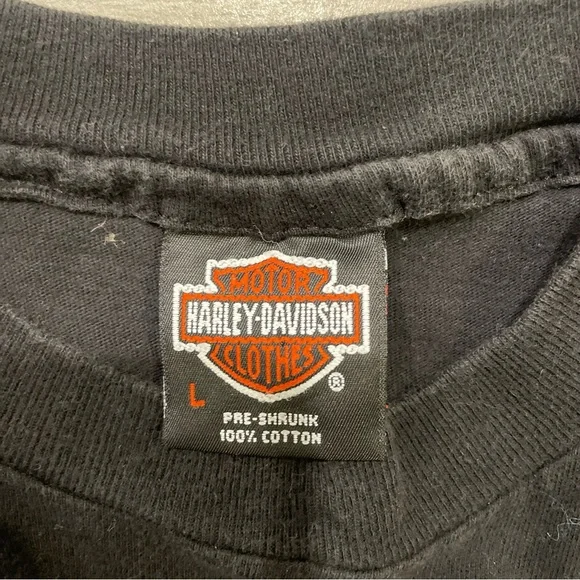 MOTOR
HARLEY-DAVIDSON
CLOTHES
®
L
PRE-SHRUNK
100% COTTON